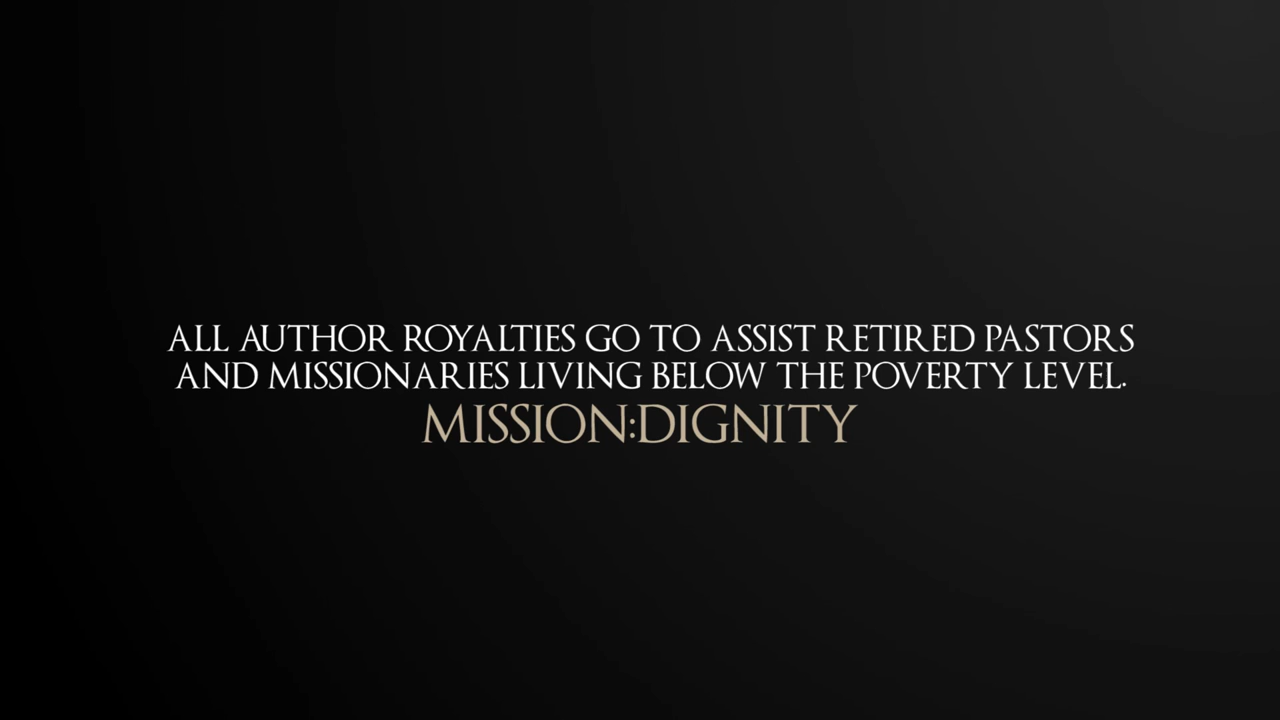 ALL AUTHOR ROYALTIES GO TO ASSIST RETIRED PASTORS
AND MISSIONARIES LIVING BELOW THE POVERTY LEVEL.
MISSION:DIGNITY